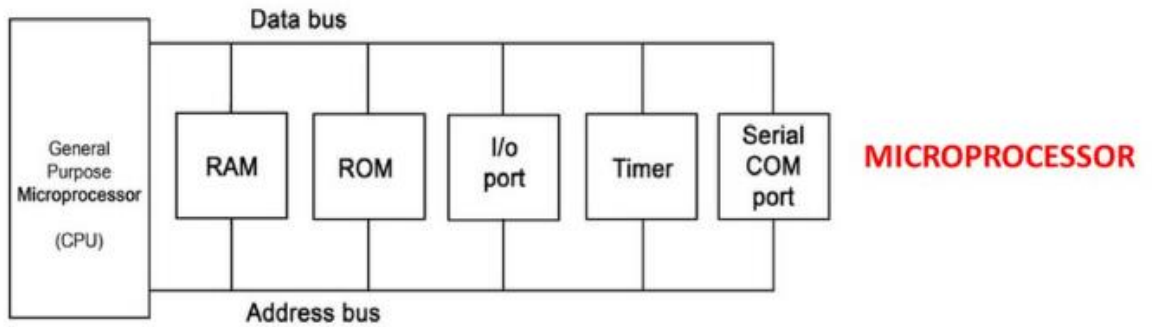 Data bus
General
Purpose
Microprocessor
(CPU)
RAM
ROM
I/o
port
Timer
Serial
COM
port
MICROPROCESSOR
Address bus